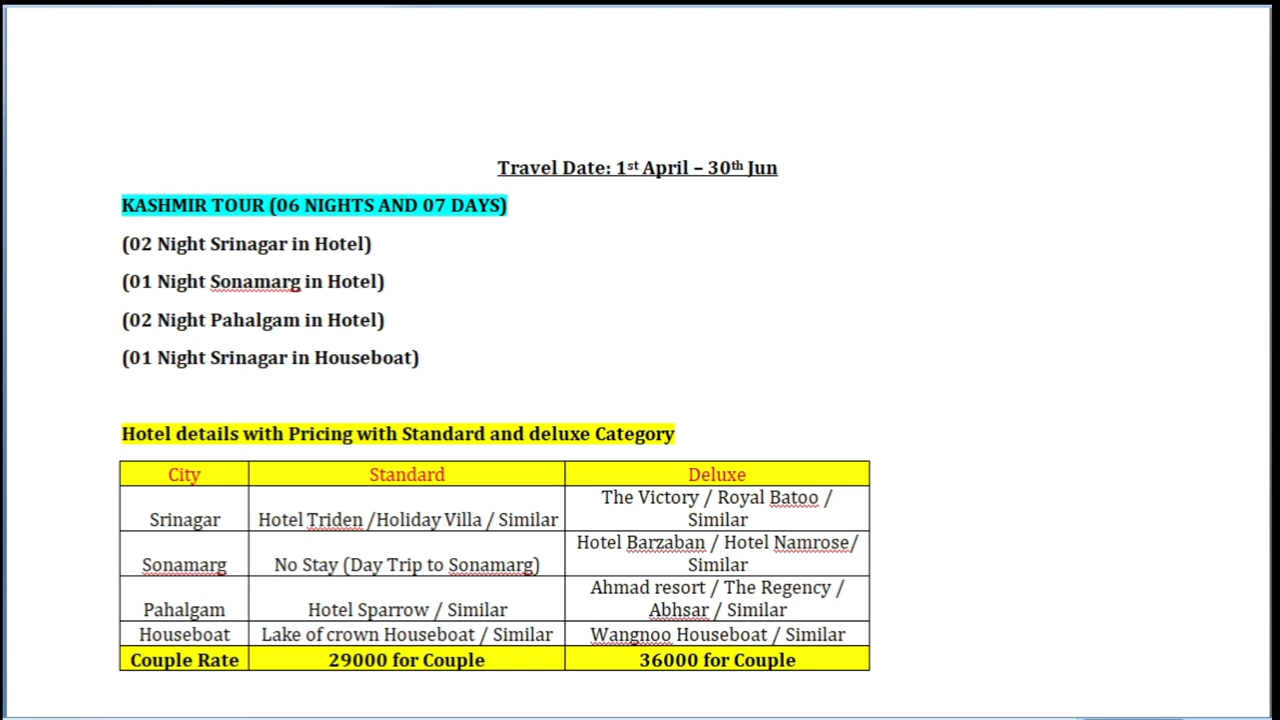 Travel Date: 1st April – 30th Jun
KASHMIR TOUR (06 NIGHTS AND 07 DAYS)
(02 Night Srinagar in Hotel)
(01 Night Sonamarg in Hotel)
(02 Night Pahalgam in Hotel)
(01 Night Srinagar in Houseboat)
Hotel details with Pricing with Standard and deluxe Category
City Standard Deluxe
Srinagar Hotel Triden /Holiday Villa / Similar The Victory / Royal Batoo /
Similar
Sonamarg No Stay (Day Trip to Sonamarg) Hotel Barzaban / Hotel Namrose/
Similar
Pahalgam Hotel Sparrow / Similar Ahmad resort / The Regency /
Abhsar / Similar
Houseboat Lake of crown Houseboat / Similar Wangnoo Houseboat / Similar
Couple Rate 29000 for Couple 36000 for Couple